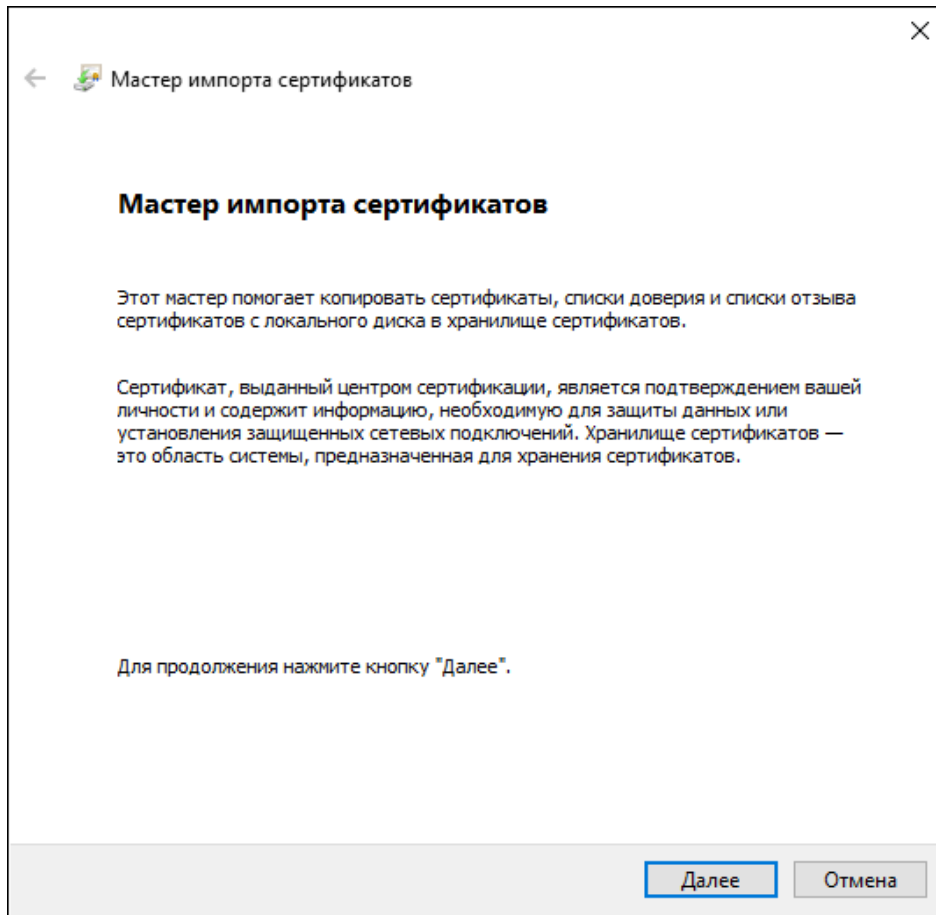 Мастер импорта сертификатов
Мастер импорта сертификатов
Этот мастер помогает копировать сертификаты, списки доверия и списки отзыва
сертификатов с локального диска в хранилище сертификатов.
Сертификат, выданный центром сертификации, является подтверждением вашей
личности и содержит информацию, необходимую для защиты данных или
установления защищенных сетевых подключений. Хранилище сертификатов —
это область системы, предназначенная для хранения сертификатов.
Для продолжения нажмите кнопку "Далее".
Далее
Отмена